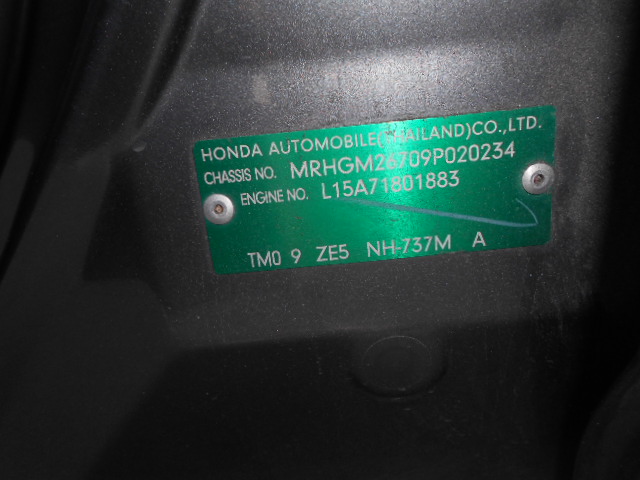 HONDA AUTOMOBILE(THAILAND)CO.,LTD.
CHASSIS NO. MRHGM26709P020234
ENGINE NO. L15A71801883
TM0 9 ZE5 NH-737M A